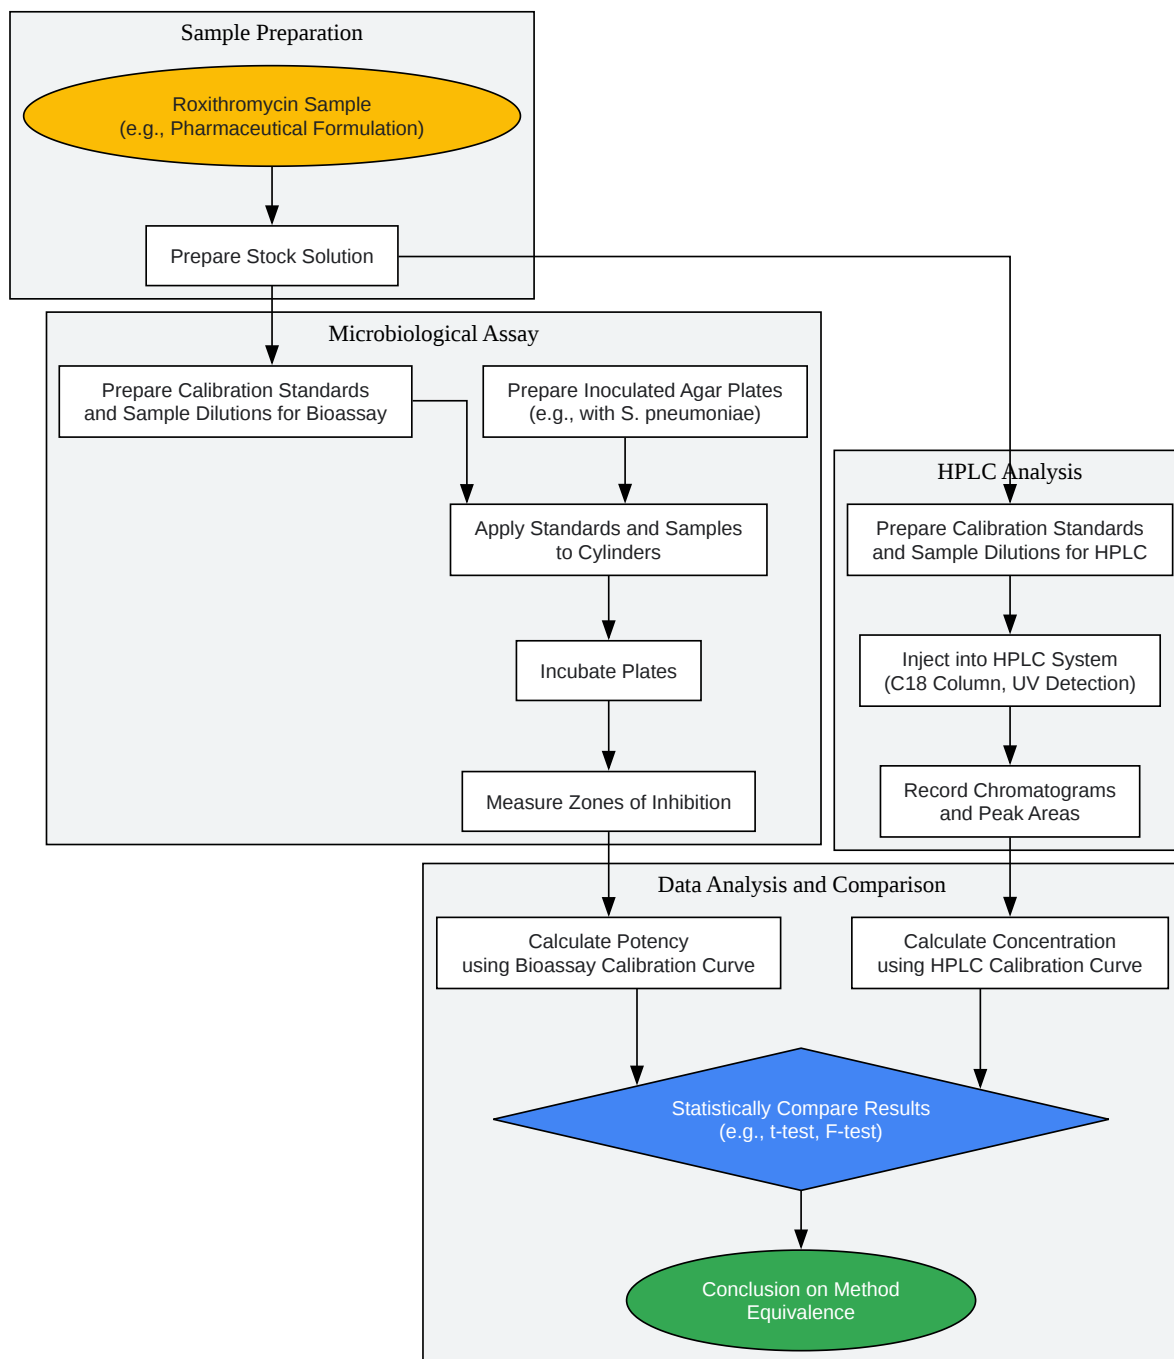 Sample Preparation
Roxithromycin Sample
(e.g., Pharmaceutical Formulation)
Prepare Stock Solution
Microbiological Assay
Prepare Calibration Standards
and Sample Dilutions for Bioassay
Prepare Inoculated Agar Plates
(e.g., with S. pneumoniae)
Apply Standards and Samples
to Cylinders
Incubate Plates
Measure Zones of Inhibition
HPLC Analysis
Prepare Calibration Standards
and Sample Dilutions for HPLC
Inject into HPLC System
(C18 Column, UV Detection)
Record Chromatograms
and Peak Areas
Data Analysis and Comparison
Calculate Potency
using Bioassay Calibration Curve
Calculate Concentration
using HPLC Calibration Curve
Statistically Compare Results
(e.g., t-test, F-test)
Conclusion on Method
Equivalence